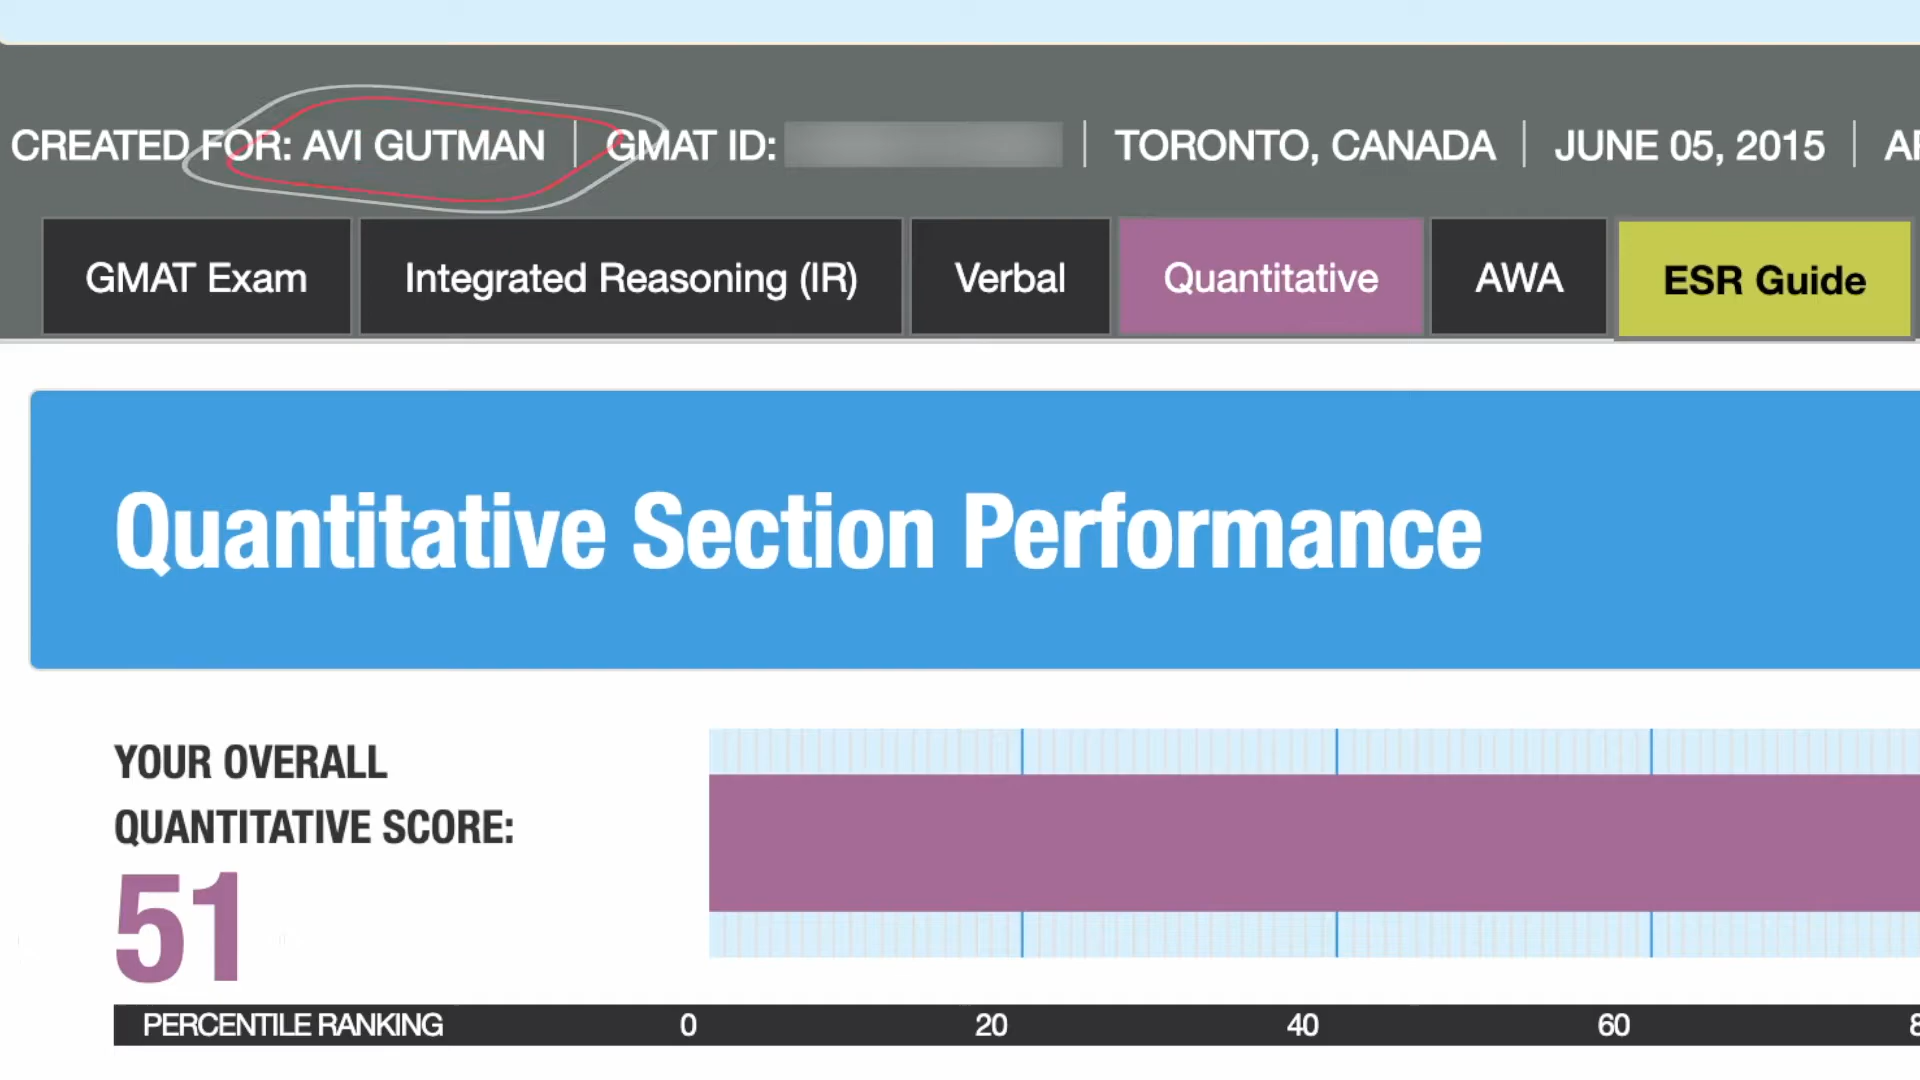 CREATED FOR: AVI GUTMAN | GMAT ID: | TORONTO, CANADA | JUNE 05, 2015 |
GMAT Exam Integrated Reasoning (IR) Verbal Quantitative AWA ESR Guide
Quantitative Section Performance
YOUR OVERALL
QUANTITATIVE SCORE:
51
PERCENTILE RANKING 0 20 40 60